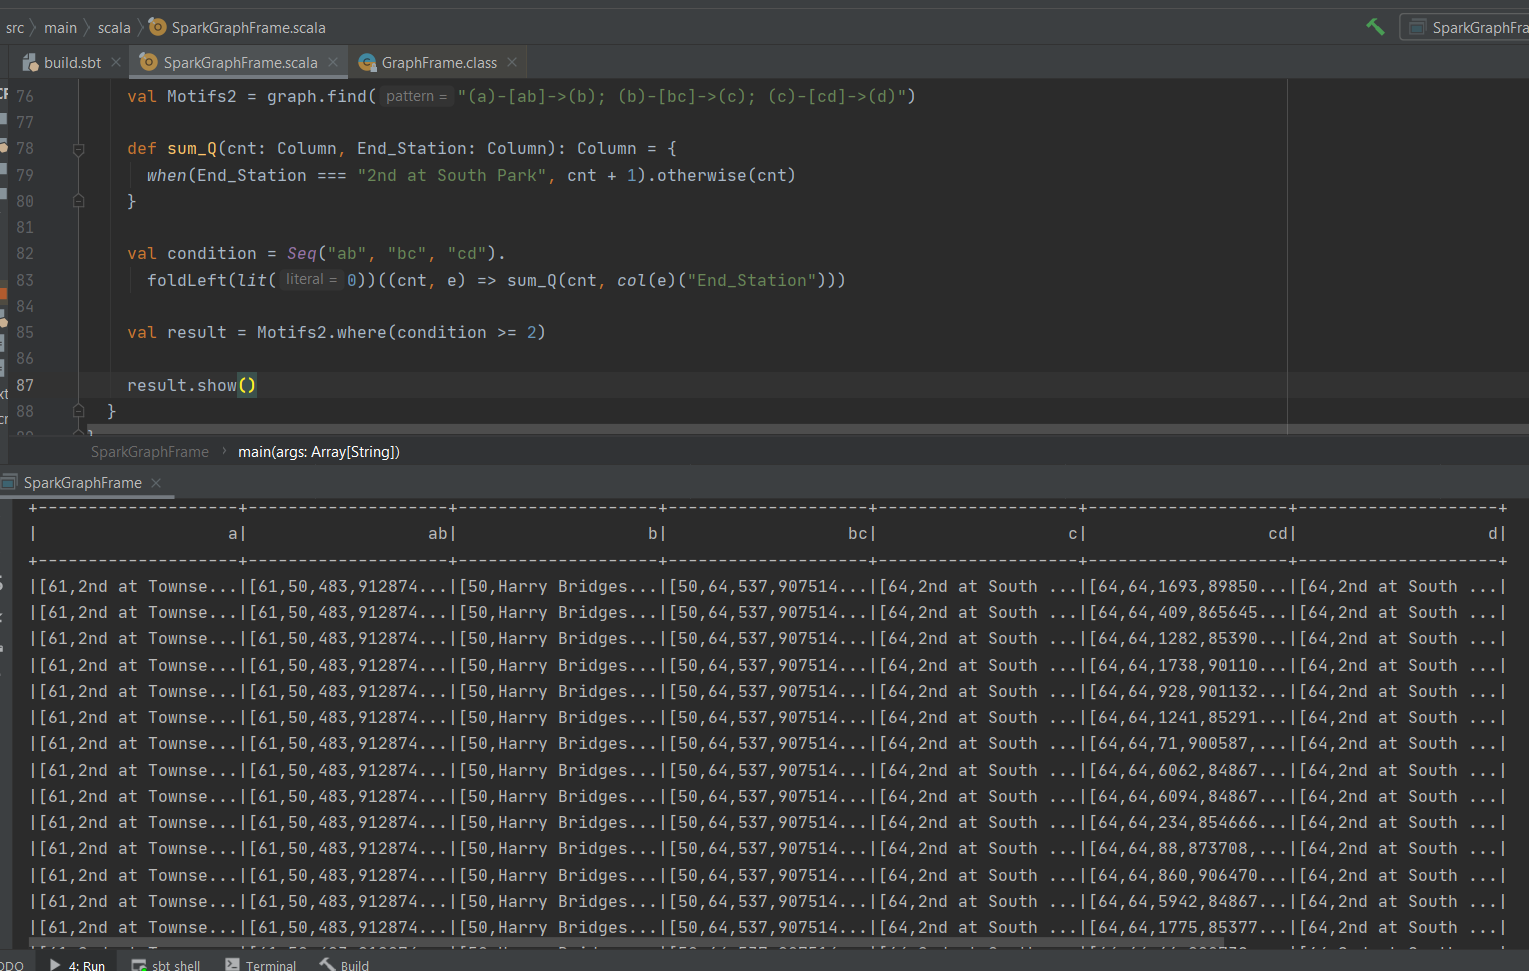 src main scala SparkGraphFrame.scala
build.sbt SparkGraphFrame.scala GraphFrame.class
76 val Motifs2 = graph.find( pattern = "(a)-[ab]->(b); (b)-[bc]->(c); (c)-[cd]->(d)")
77
78 def sum_Q(cnt: Column, End_Station: Column): Column = {
79 when(End_Station === "2nd at South Park", cnt + 1).otherwise(cnt)
80 }
81
82 val condition = Seq("ab", "bc", "cd").
83 foldLeft(lit( literal = 0))((cnt, e) => sum_Q(cnt, col(e)("End_Station")))
84
85 val result = Motifs2.where(condition >= 2)
86
87 result.show()
88 }
SparkGraphFrame main(args: Array[String])
SparkGraphFrame
+--------------------+--------------------+--------------------+--------------------+--------------------+--------------------+--------------------+
| a| ab| b| bc| c| cd| d|
+--------------------+--------------------+--------------------+--------------------+--------------------+--------------------+--------------------+
|[61,2nd at Townse...|[61,50,483,912874...|[50,Harry Bridges...|[50,64,537,907514...|[64,2nd at South ...|[64,64,1693,89850...|[64,2nd at South ...|
|[61,2nd at Townse...|[61,50,483,912874...|[50,Harry Bridges...|[50,64,537,907514...|[64,2nd at South ...|[64,64,409,865645...|[64,2nd at South ...|
|[61,2nd at Townse...|[61,50,483,912874...|[50,Harry Bridges...|[50,64,537,907514...|[64,2nd at South ...|[64,64,1282,85390...|[64,2nd at South ...|
|[61,2nd at Townse...|[61,50,483,912874...|[50,Harry Bridges...|[50,64,537,907514...|[64,2nd at South ...|[64,64,1738,90110...|[64,2nd at South ...|
|[61,2nd at Townse...|[61,50,483,912874...|[50,Harry Bridges...|[50,64,537,907514...|[64,2nd at South ...|[64,64,928,901132...|[64,2nd at South ...|
|[61,2nd at Townse...|[61,50,483,912874...|[50,Harry Bridges...|[50,64,537,907514...|[64,2nd at South ...|[64,64,1241,85291...|[64,2nd at South ...|
|[61,2nd at Townse...|[61,50,483,912874...|[50,Harry Bridges...|[50,64,537,907514...|[64,2nd at South ...|[64,64,71,900587,...|[64,2nd at South ...|
|[61,2nd at Townse...|[61,50,483,912874...|[50,Harry Bridges...|[50,64,537,907514...|[64,2nd at South ...|[64,64,6062,84867...|[64,2nd at South ...|
|[61,2nd at Townse...|[61,50,483,912874...|[50,Harry Bridges...|[50,64,537,907514...|[64,2nd at South ...|[64,64,6094,84867...|[64,2nd at South ...|
|[61,2nd at Townse...|[61,50,483,912874...|[50,Harry Bridges...|[50,64,537,907514...|[64,2nd at South ...|[64,64,234,854666...|[64,2nd at South ...|
|[61,2nd at Townse...|[61,50,483,912874...|[50,Harry Bridges...|[50,64,537,907514...|[64,2nd at South ...|[64,64,88,873708,...|[64,2nd at South ...|
|[61,2nd at Townse...|[61,50,483,912874...|[50,Harry Bridges...|[50,64,537,907514...|[64,2nd at South ...|[64,64,860,906470...|[64,2nd at South ...|
|[61,2nd at Townse...|[61,50,483,912874...|[50,Harry Bridges...|[50,64,537,907514...|[64,2nd at South ...|[64,64,5942,84867...|[64,2nd at South ...|
|[61,2nd at Townse...|[61,50,483,912874...|[50,Harry Bridges...|[50,64,537,907514...|[64,2nd at South ...|[64,64,1775,85377...|[64,2nd at South ...|
4: Run sbt shell Terminal Build